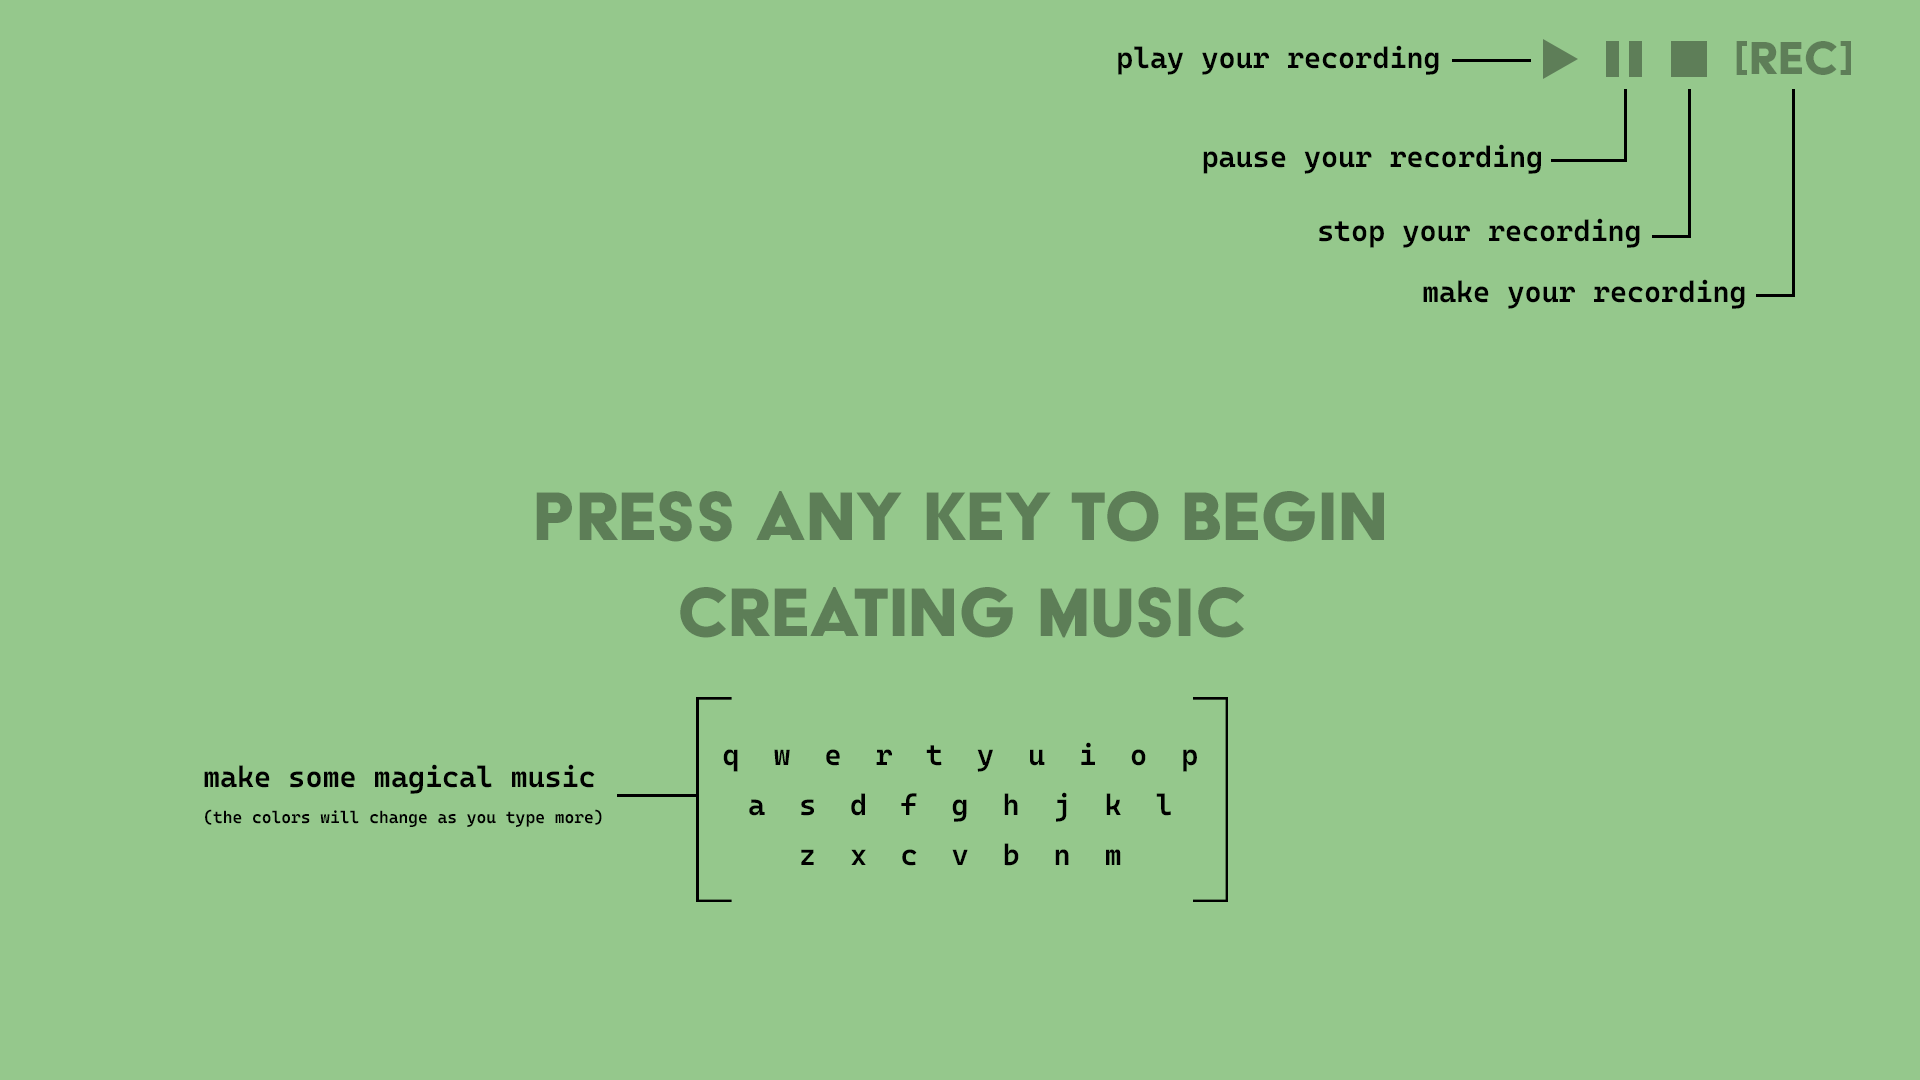 play your recording [REC]
pause your recording
stop your recording
make your recording
PRESS ANY KEY TO BEGIN
CREATING MUSIC
q w e r t y u i o p
make some magical music
a s d f g h j k l
(the colors will change as you type more)
z x c v b n m